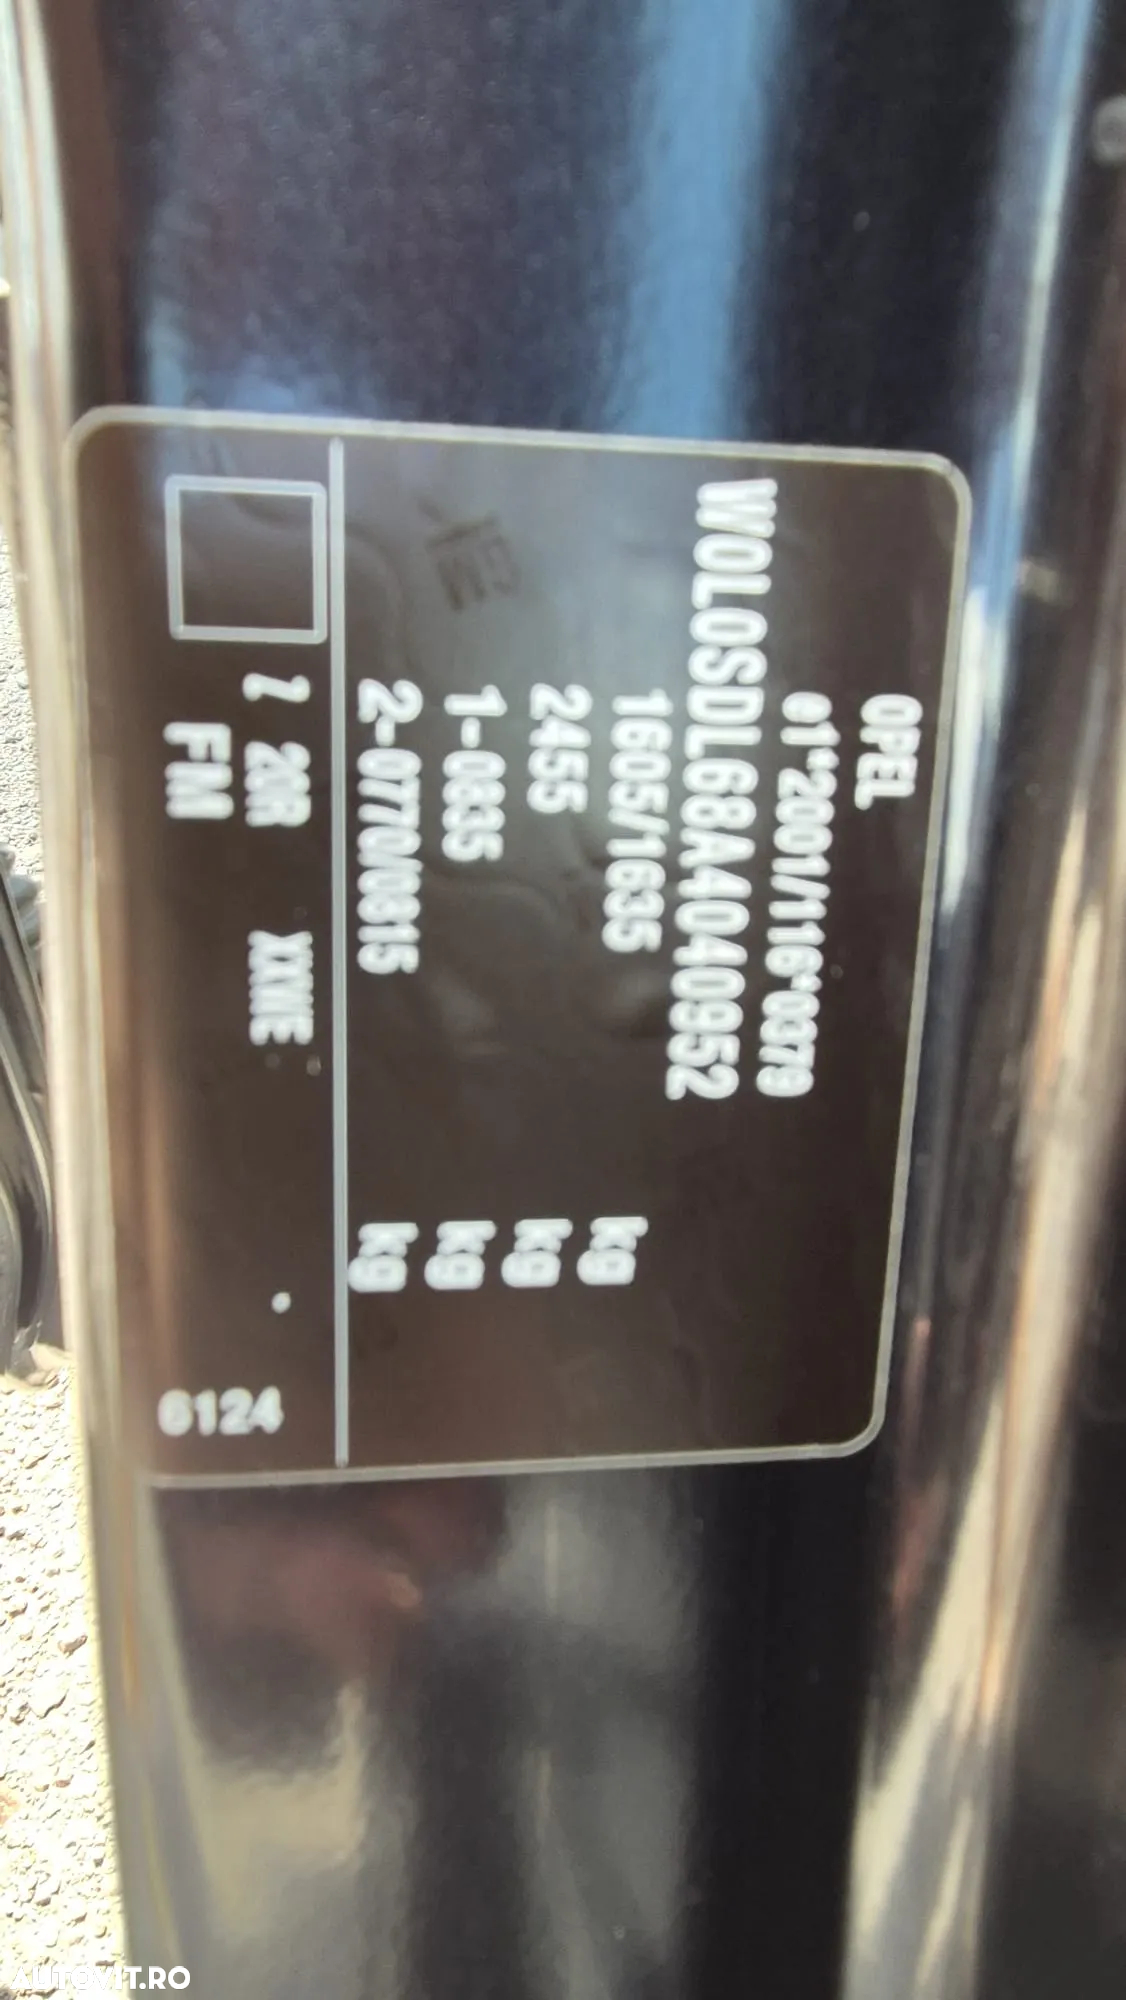 OPEL
e1*2001/116*0379
W0L0SDL68A4040952
1605/1635 kg
2455 kg
1-0835 kg
2-0770/0815 kg
Z 20R
FM
6124
AUTOVIT.RO